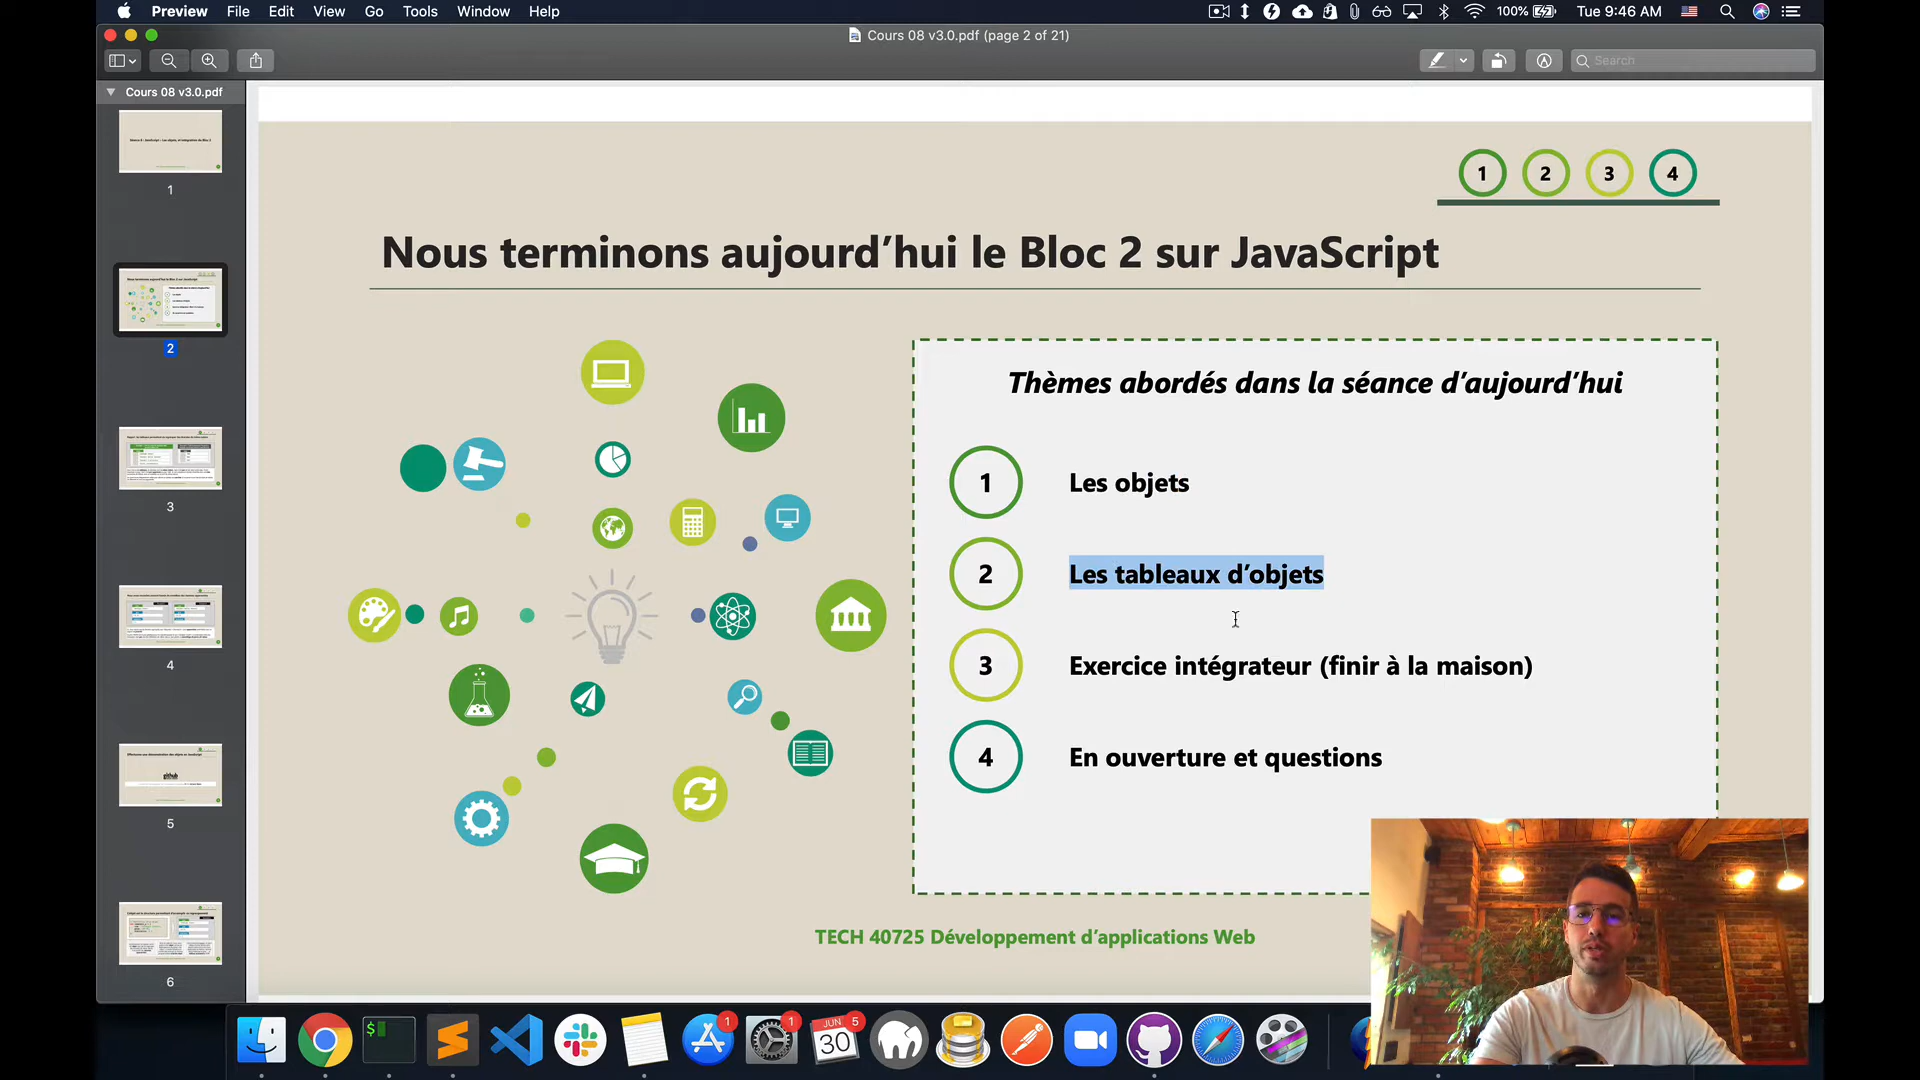 Preview File Edit View Go Tools Window Help
100% Tue 9:46 AM
Cours 08 v3.0.pdf (page 2 of 21)
Search
Cours 08 v3.0.pdf
1
2
3
4
5
6
1 2 3 4
Nous terminons aujourd’hui le Bloc 2 sur JavaScript
Thèmes abordés dans la séance d’aujourd’hui
1 Les objets
2 Les tableaux d’objets
3 Exercice intégrateur (finir à la maison)
4 En ouverture et questions
TECH 40725 Développement d’applications Web
$
1
1
JUN 5
30